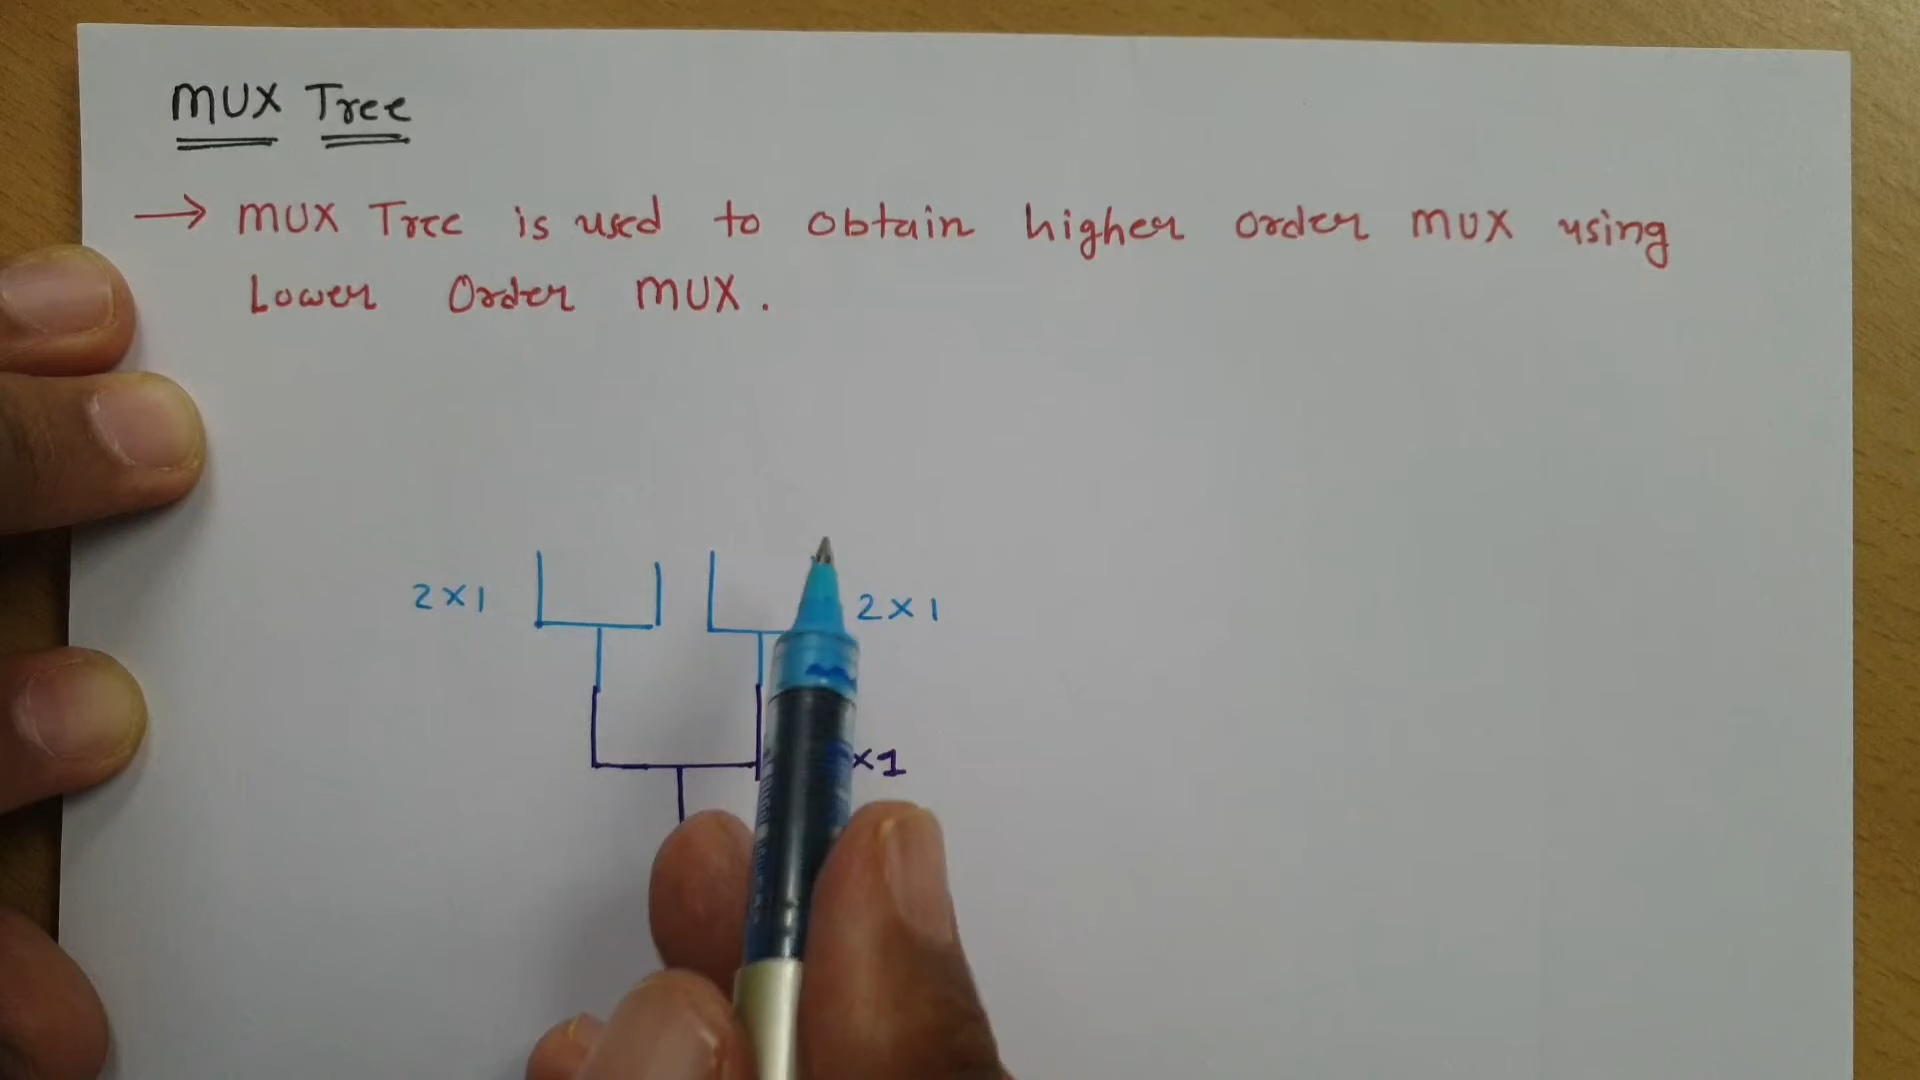 MUX Tree
→ MUX Tree is used to obtain higher order MUX using
Lower Order MUX.
2×1 2×1
×1